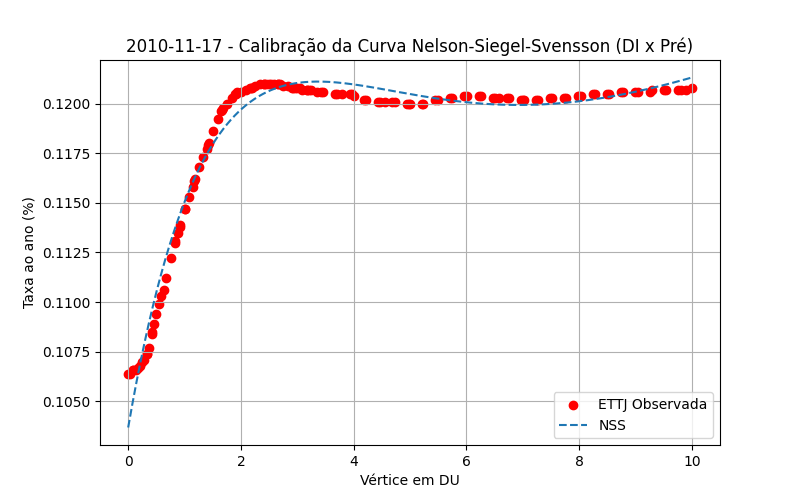 2010-11-17 - Calibração da Curva Nelson-Siegel-Svensson (DI x Pré)
Taxa ao ano (%)
0.1200
0.1175
0.1150
0.1125
0.1100
0.1075
0.1050
0 2 4 6 8 10
Vértice em DU
ETTJ Observada
NSS